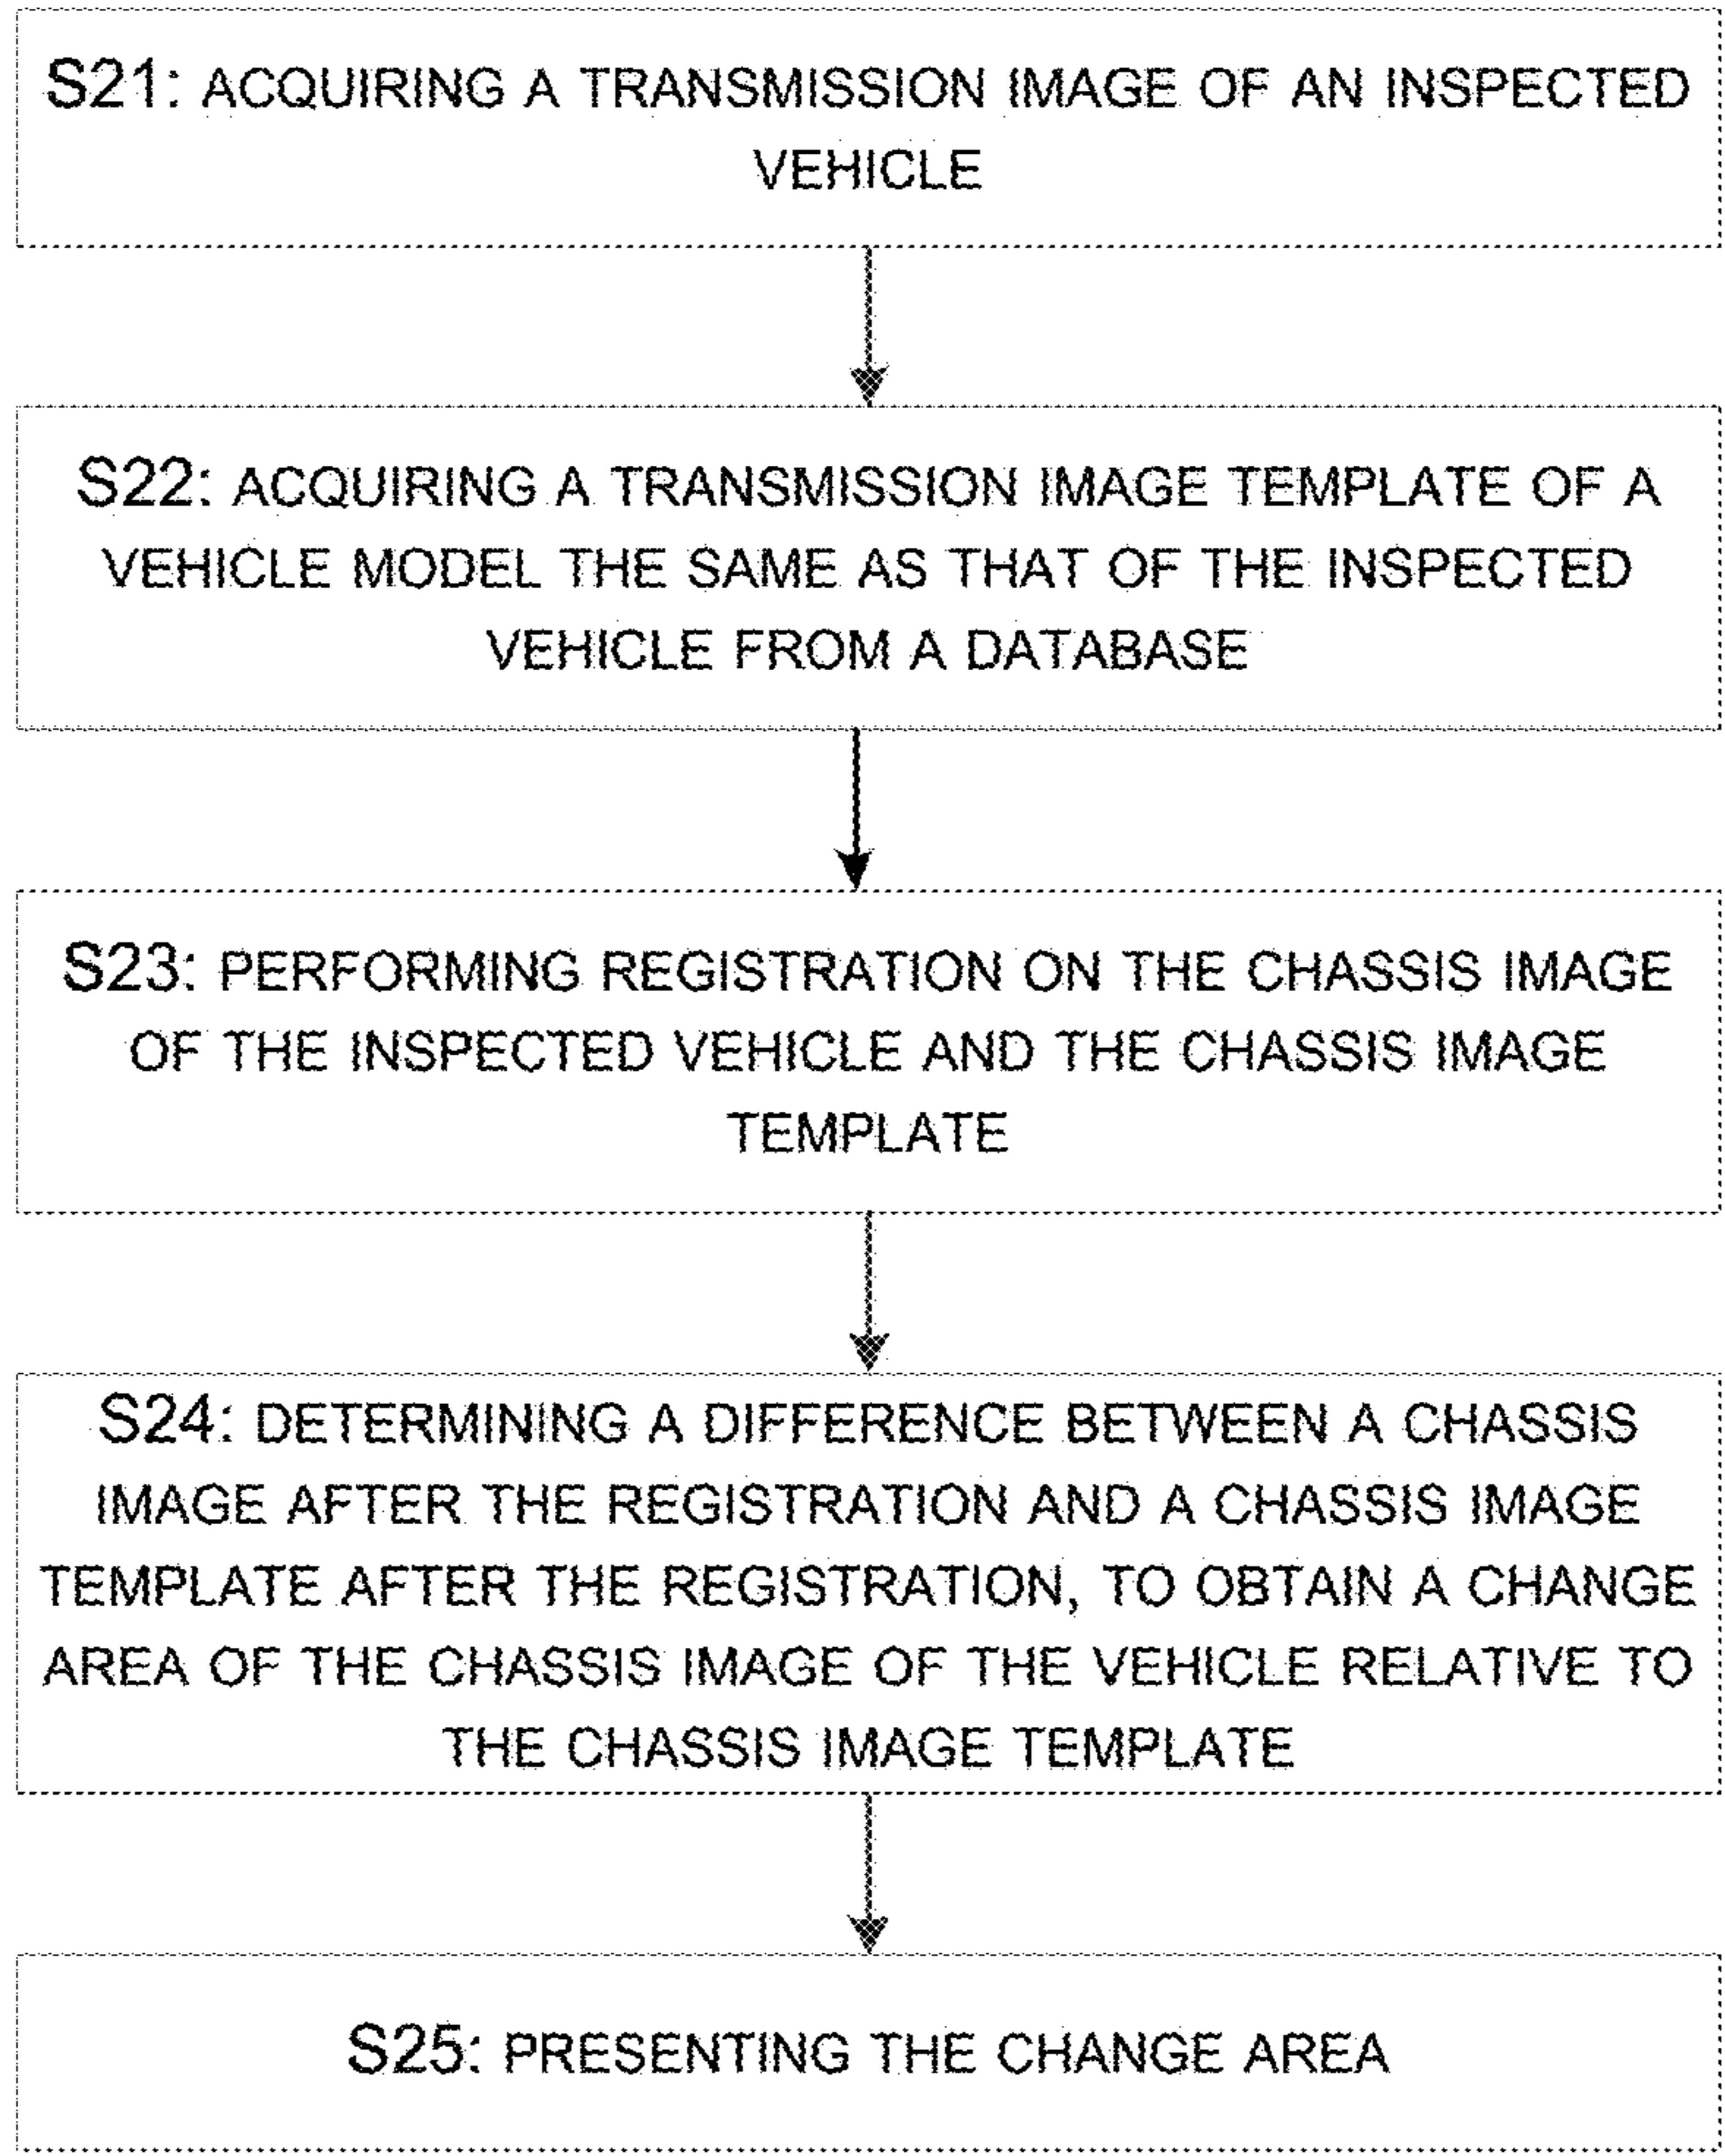 S21: ACQUIRING A TRANSMISSION IMAGE OF AN INSPECTED
VEHICLE
S22: ACQUIRING A TRANSMISSION IMAGE TEMPLATE OF A
VEHICLE MODEL THE SAME AS THAT OF THE INSPECTED
VEHICLE FROM A DATABASE
S23: PERFORMING REGISTRATION ON THE CHASSIS IMAGE
OF THE INSPECTED VEHICLE AND THE CHASSIS IMAGE
TEMPLATE
S24: DETERMINING A DIFFERENCE BETWEEN A CHASSIS
IMAGE AFTER THE REGISTRATION AND A CHASSIS IMAGE
TEMPLATE AFTER THE REGISTRATION, TO OBTAIN A CHANGE
AREA OF THE CHASSIS IMAGE OF THE VEHICLE RELATIVE TO
THE CHASSIS IMAGE TEMPLATE
S25: PRESENTING THE CHANGE AREA